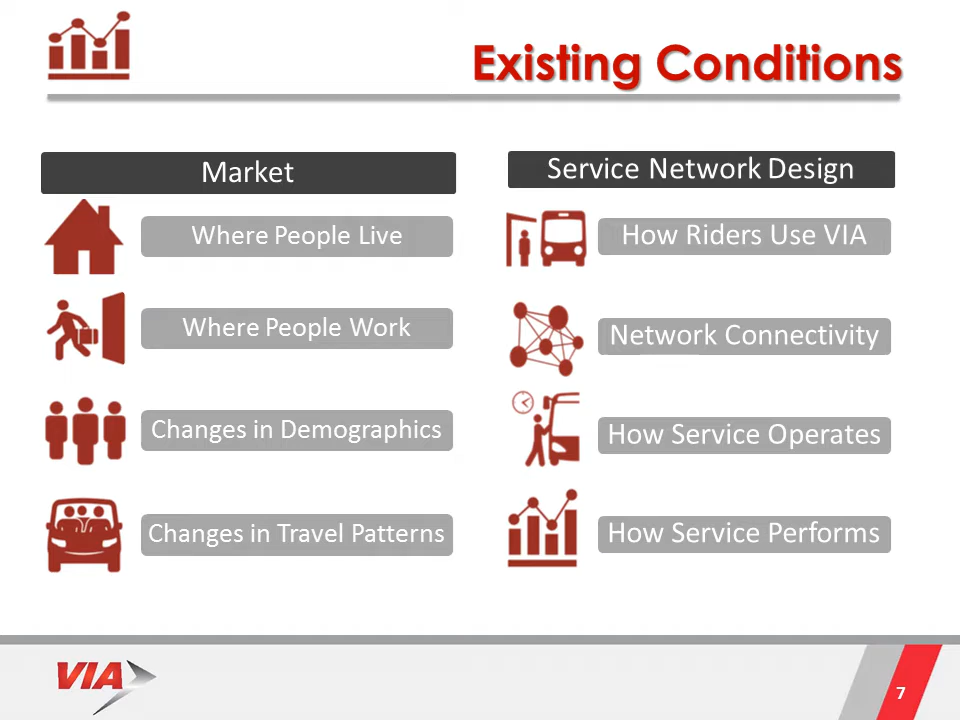 Existing Conditions
Market
Where People Live
Where People Work
Changes in Demographics
Changes in Travel Patterns
Service Network Design
How Riders Use VIA
Network Connectivity
How Service Operates
How Service Performs
VIA
7